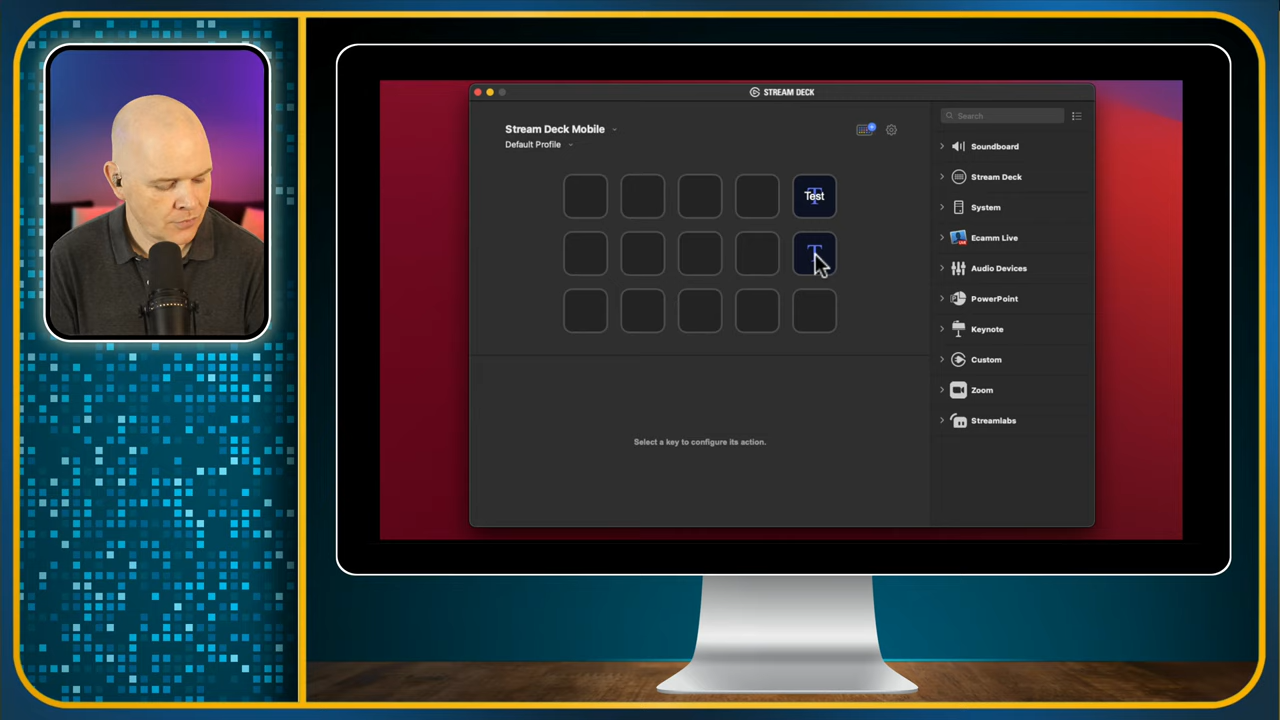 STREAM DECK
Stream Deck Mobile
Default Profile
Search
Soundboard
Stream Deck
System
Ecamm Live
Audio Devices
PowerPoint
Keynote
Custom
Zoom
Streamlabs
Test
T
Select a key to configure its action.